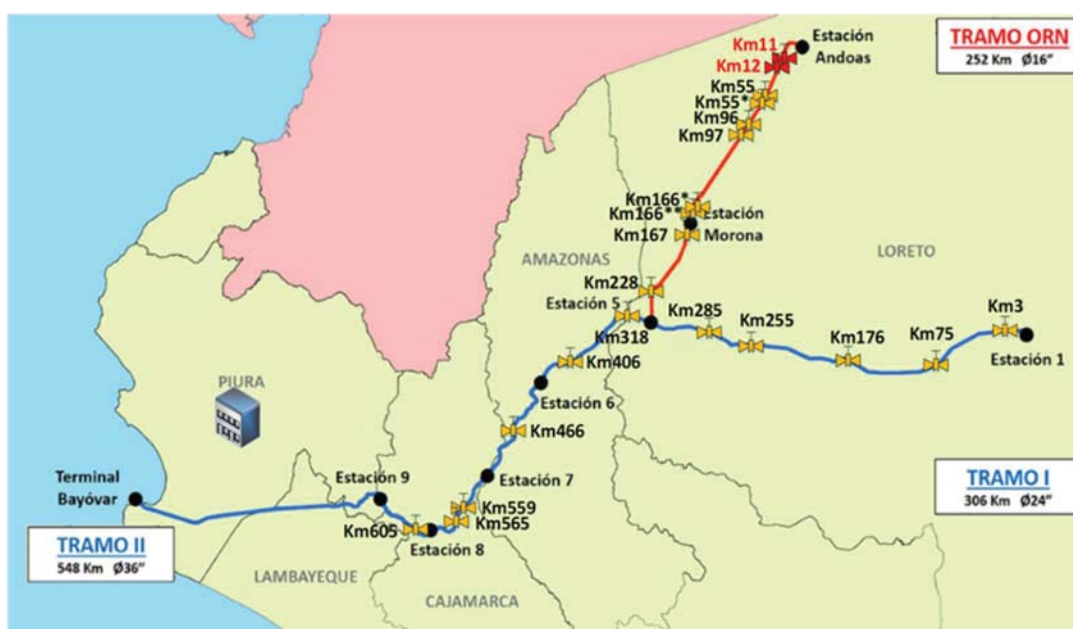 TRAMO ORN
252 Km Ø16"
Estación
Andoas
Km11
Km12
Km55
Km55*
Km96
Km97
Km166*
Km166**
Estación
Morona
Km167
AMAZONAS
LORETO
Km228
Estación 5
Km318
Km285
Km255
Km176
Km75
Km3
Estación 1
Km406
PIURA
Estación 6
Km466
Estación 7
Terminal
Bayóvar
Estación 9
Km559
Km565
Km605
Estación 8
TRAMO I
306 Km Ø24"
TRAMO II
548 Km Ø36"
LAMBAYEQUE
CAJAMARCA